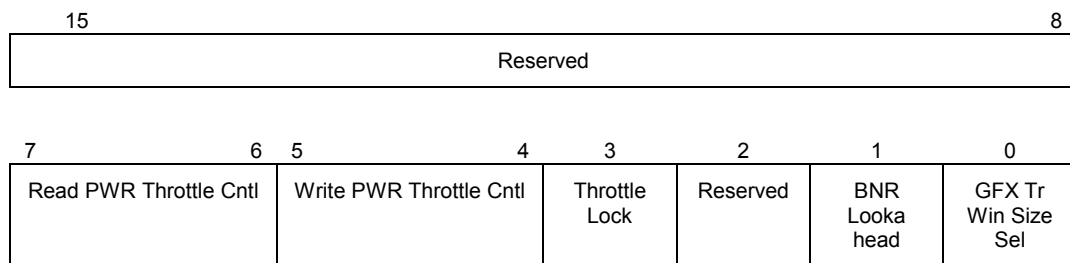 15 8
Reserved
7 6 5 4 3 2 1 0
Read PWR Throttle Cntl Write PWR Throttle Cntl Throttle Reserved BNR GFX Tr
Lock Looka Win Size
head Sel